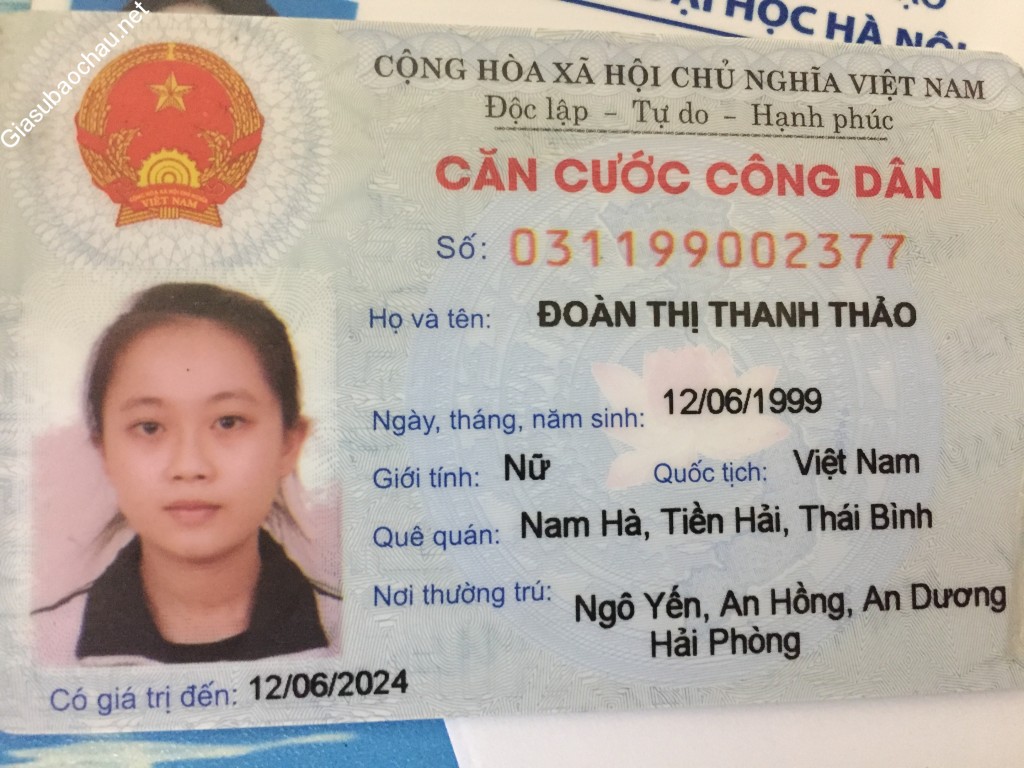 Giasubaochau.net
ĐẠI HỌC HÀ NỘI
CỘNG HÒA XÃ HỘI CHỦ NGHĨA VIỆT NAM
Độc lập - Tự do - Hạnh phúc
VIỆT NAM
CĂN CƯỚC CÔNG DÂN
Số: 031199002377
Họ và tên: ĐOÀN THỊ THANH THẢO
Ngày, tháng, năm sinh: 12/06/1999
Giới tính: Nữ Quốc tịch: Việt Nam
Quê quán: Nam Hà, Tiền Hải, Thái Bình
Nơi thường trú: Ngô Yến, An Hồng, An Dương
Hải Phòng
Có giá trị đến: 12/06/2024